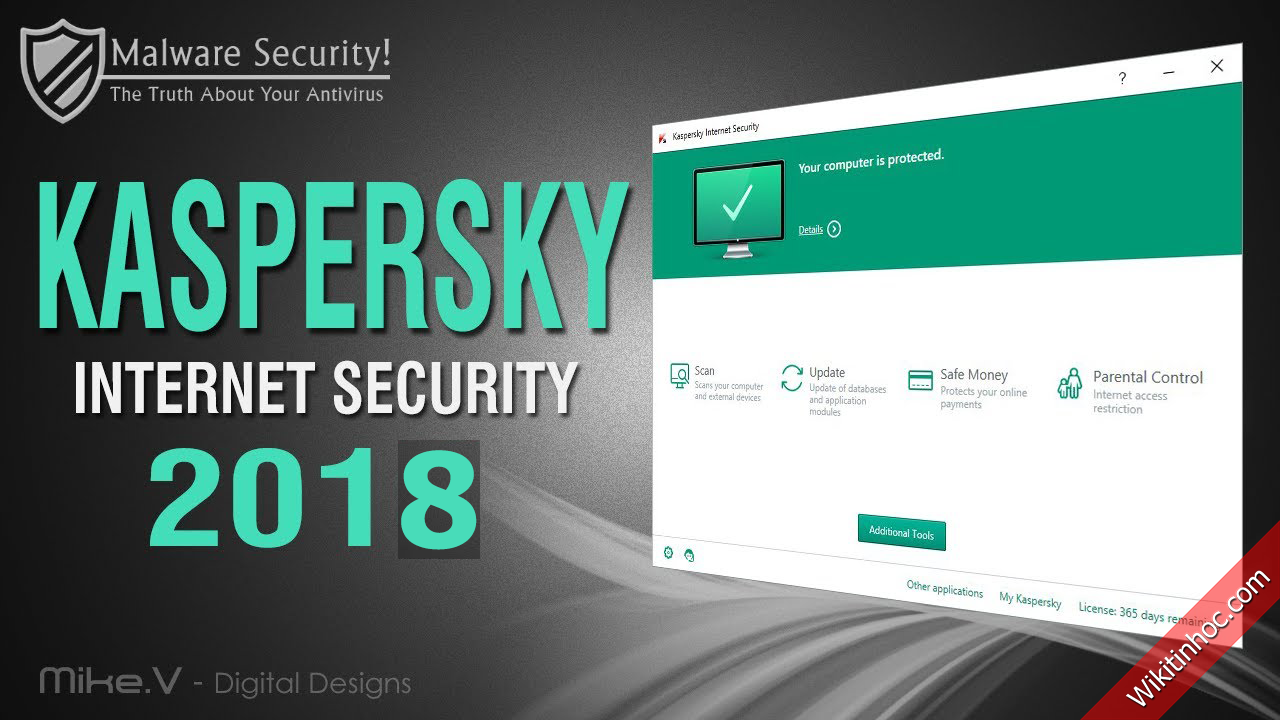 Malware Security!
The Truth About Your Antivirus
KASPERSKY
INTERNET SECURITY
2018
Mike.V - Digital Designs
Kaspersky Internet Security
? – ×
Your computer is protected.
Details
Scan
Scans your computer
and external devices
Update
Update of databases
and application
modules
Safe Money
Protects your online
payments
Parental Control
Internet access
restriction
Additional Tools
Other applications
My Kaspersky
License: 365 days
Wikitinhoc.com